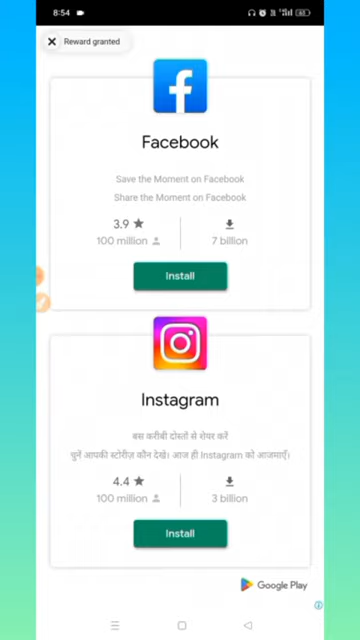 8:54
Reward granted
Facebook
Save the Moment on Facebook
Share the Moment on Facebook
3.9 ★
100 million
7 billion
Install
Instagram
बस करीबी दोस्तों से शेयर करें
चुनें आपकी स्टोरीज़ कौन देखे। आज ही Instagram को आजमाएँ।
4.4 ★
100 million
3 billion
Install
Google Play